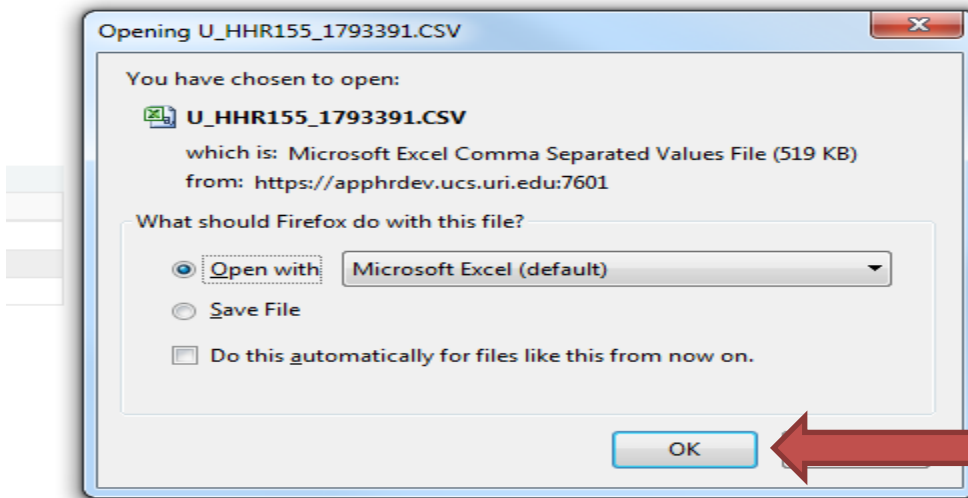 Opening U_HHR155_1793391.CSV
You have chosen to open:
U_HHR155_1793391.CSV
which is: Microsoft Excel Comma Separated Values File (519 KB)
from: https://apphrdev.ucs.uri.edu:7601
What should Firefox do with this file?
Open with Microsoft Excel (default)
Save File
Do this automatically for files like this from now on.
OK